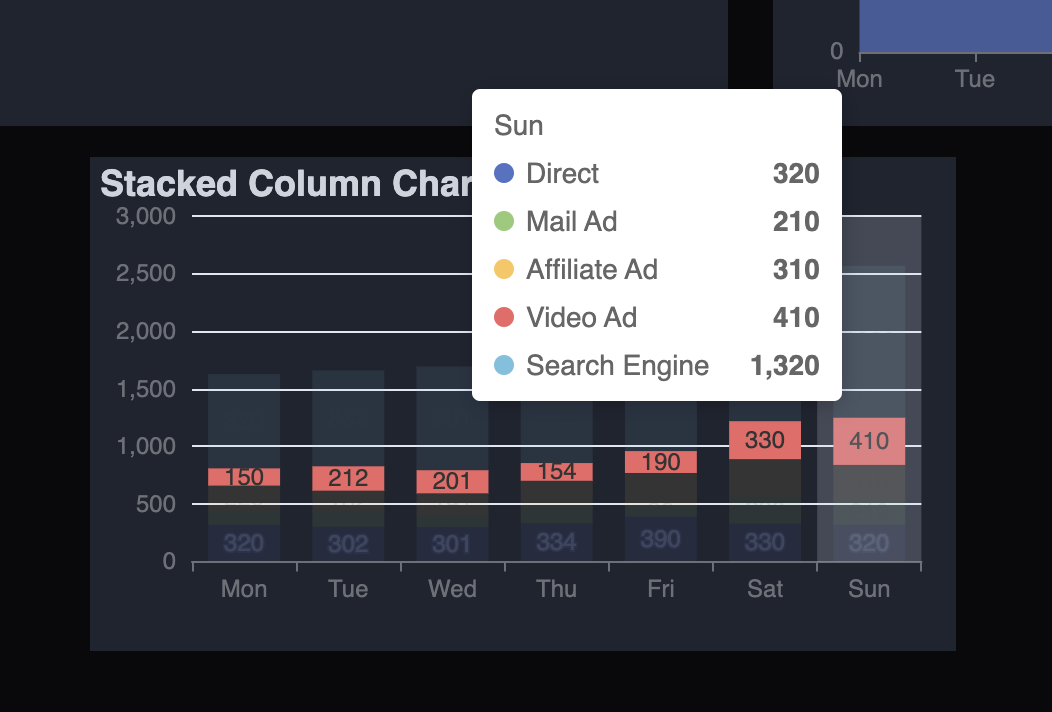 0
Mon Tue
Sun
Direct 320
Mail Ad 210
Affiliate Ad 310
Video Ad 410
Search Engine 1,320
Stacked Column Char
3,000
2,500
2,000
1,500
1,000
500
0
150 212 201 154 190 330 410
320 302 301 334 390 330 320
Mon Tue Wed Thu Fri Sat Sun